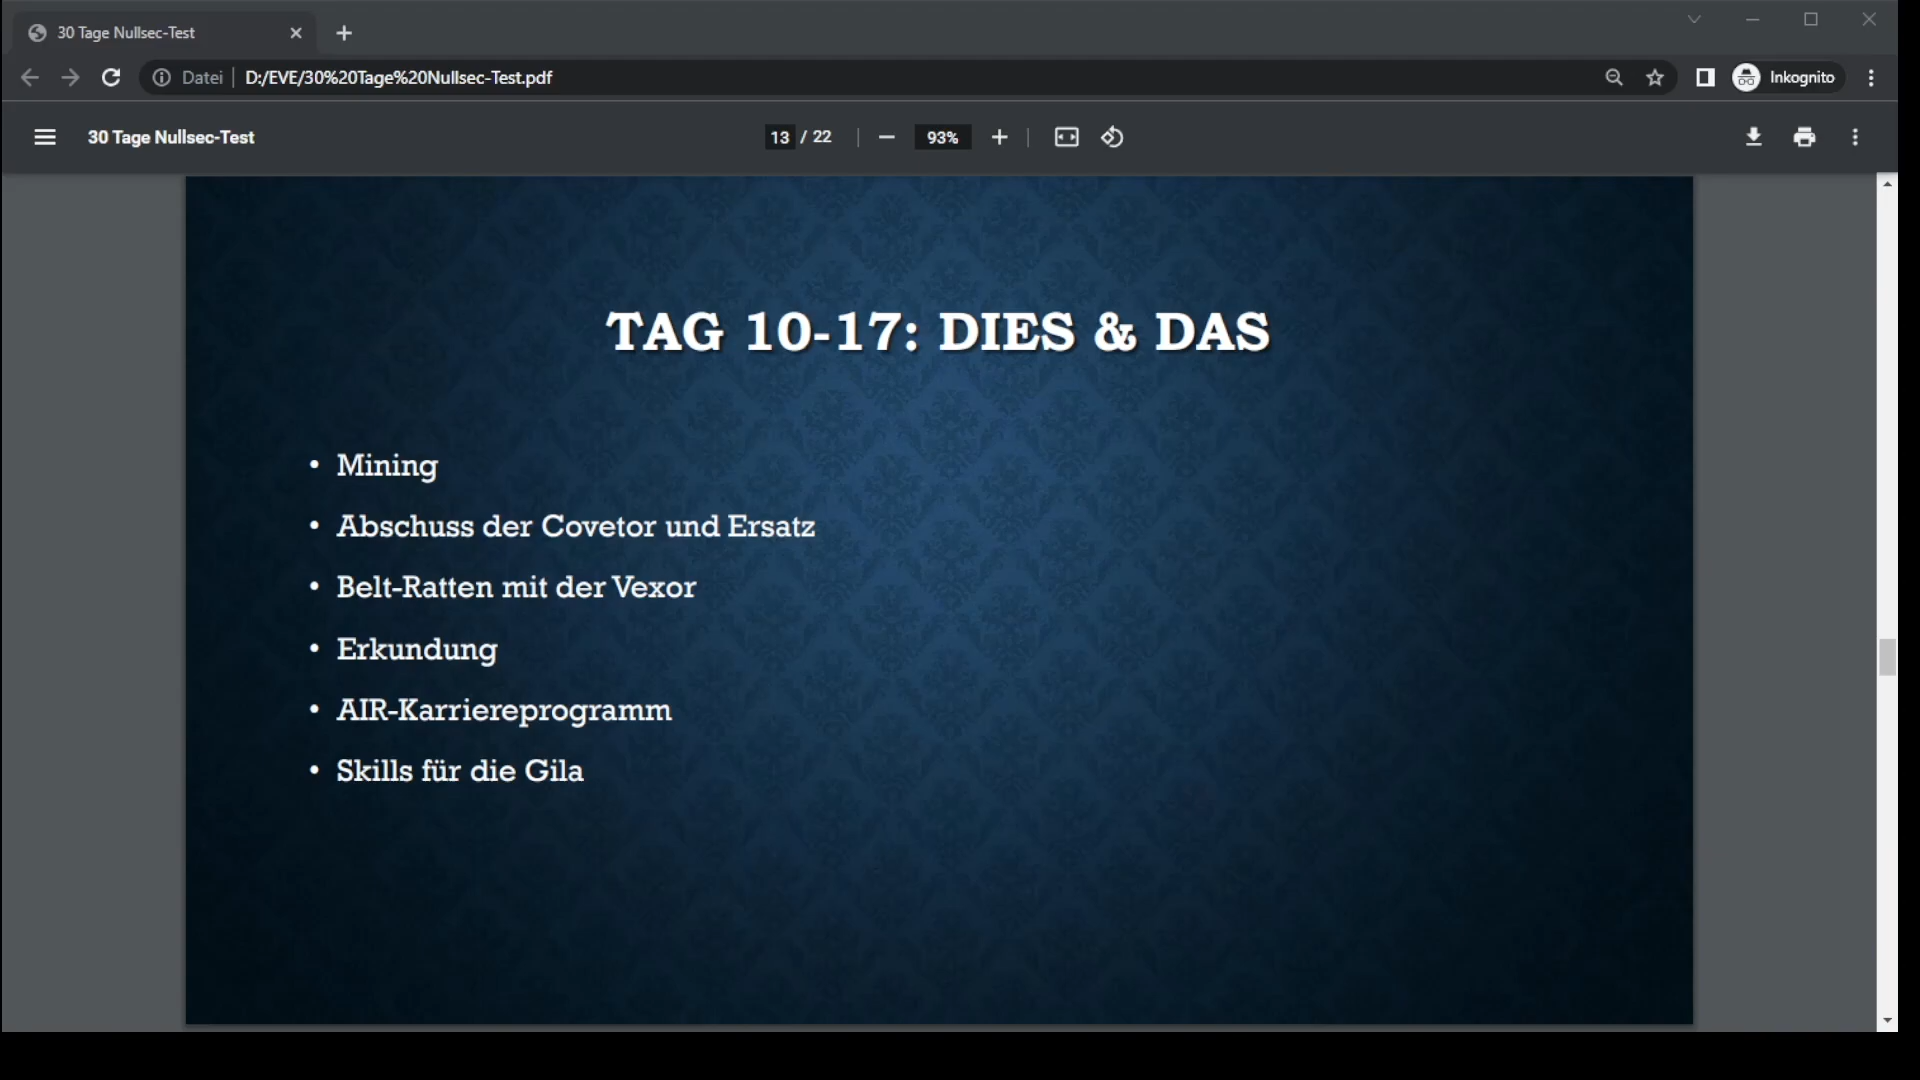 30 Tage Nullsec-Test
Datei D:/EVE/30%20Tage%20Nullsec-Test.pdf Inkognito
30 Tage Nullsec-Test 13 / 22 93%
TAG 10-17: DIES & DAS
• Mining
• Abschuss der Covetor und Ersatz
• Belt-Ratten mit der Vexor
• Erkundung
• AIR-Karriereprogramm
• Skills für die Gila